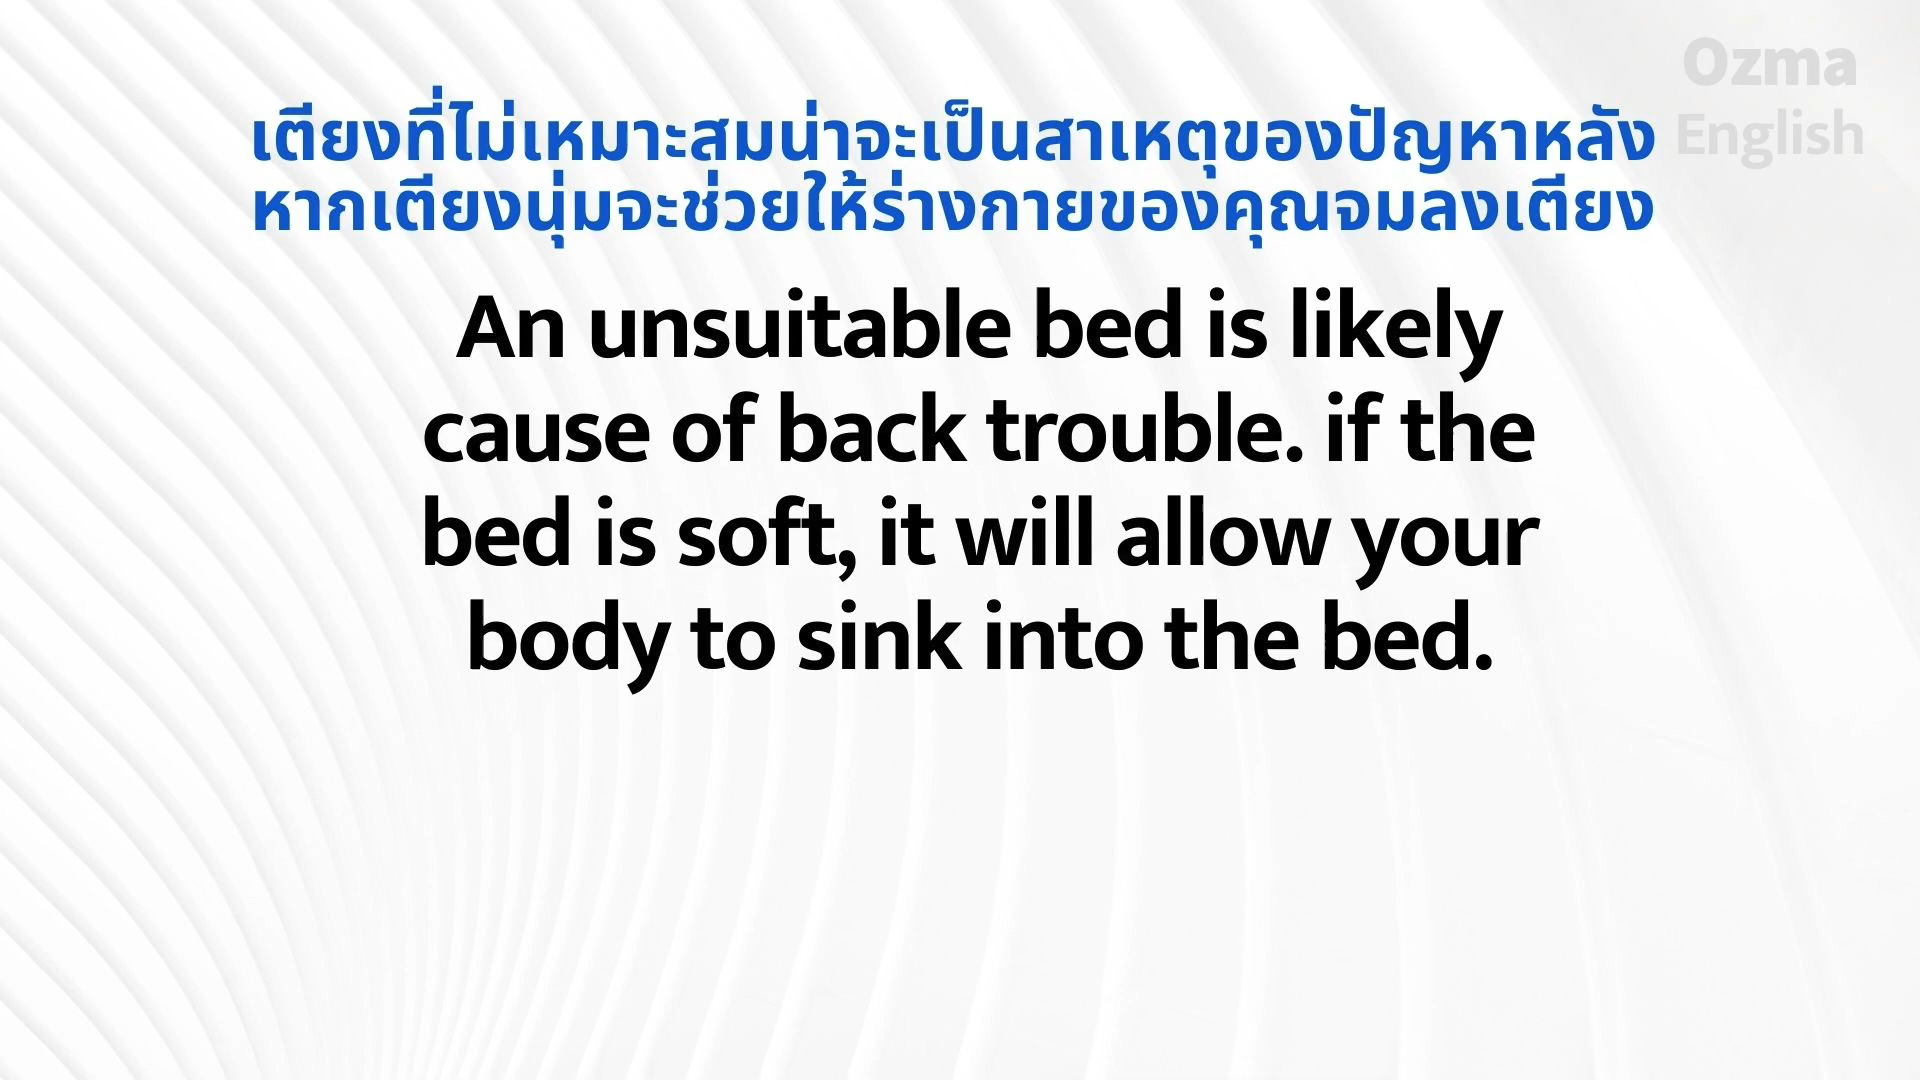 Ozma
English
เตียงที่ไม่เหมาะสมน่าจะเป็นสาเหตุของปัญหาหลัง
หากเตียงนุ่มจะช่วยให้ร่างกายของคุณจมลงเตียง
An unsuitable bed is likely
cause of back trouble. if the
bed is soft, it will allow your
body to sink into the bed.